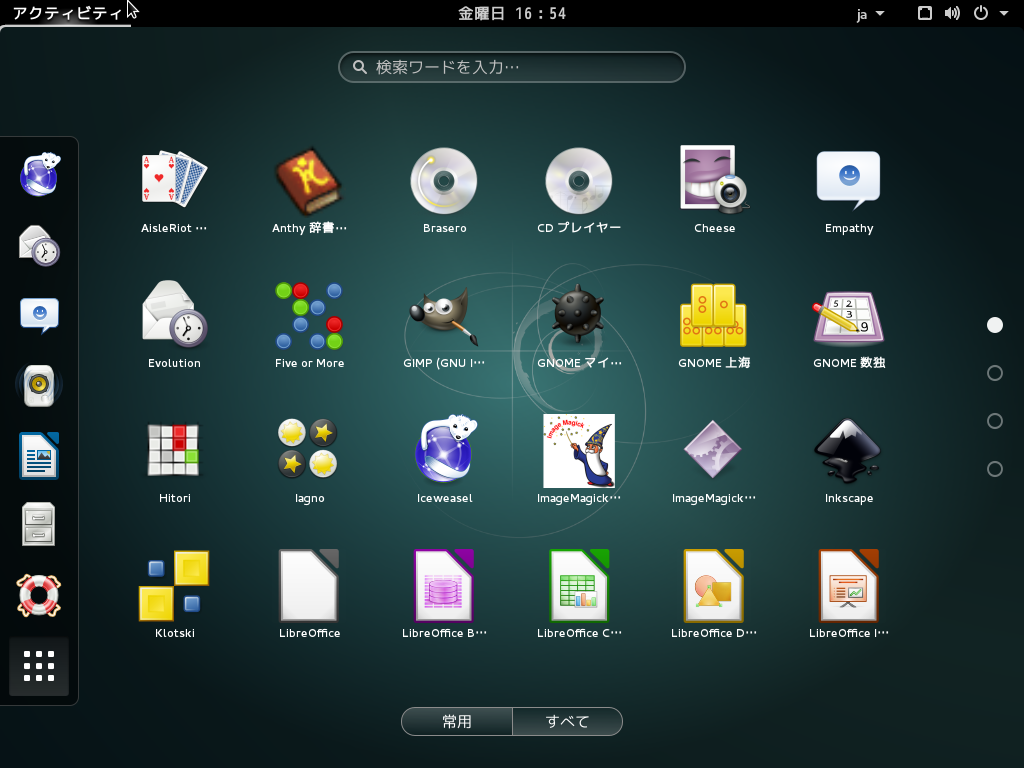 アクティビティ
金曜日 16 : 54
ja
検索ワードを入力…
AisleRiot …
Anthy 辞書…
Brasero
CD プレイヤー
Cheese
Empathy
Evolution
Five or More
GIMP (GNU I…
GNOME マイ…
GNOME 上海
GNOME 数独
Hitori
Iagno
Iceweasel
Image Magick
ImageMagick…
ImageMagick…
Inkscape
Klotski
LibreOffice
LibreOffice B…
LibreOffice C…
LibreOffice D…
LibreOffice I…
常用
すべて